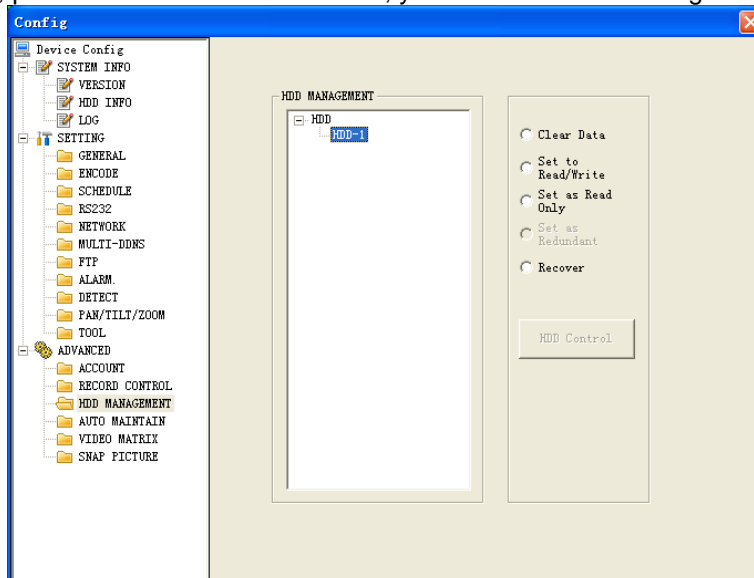 Config
Device Config
SYSTEM INFO
VERSION
HDD INFO
LOG
SETTING
GENERAL
ENCODE
SCHEDULE
RS232
NETWORK
MULTI-DDNS
FTP
ALARM.
DETECT
PAN/TILT/ZOOM
TOOL
ADVANCED
ACCOUNT
RECORD CONTROL
HDD MANAGEMENT
AUTO MAINTAIN
VIDEO MATRIX
SNAP PICTURE
HDD MANAGEMENT
HDD
HDD-1
Clear Data
Set to
Read/Write
Set as Read
Only
Set as
Redundant
Recover
HDD Control